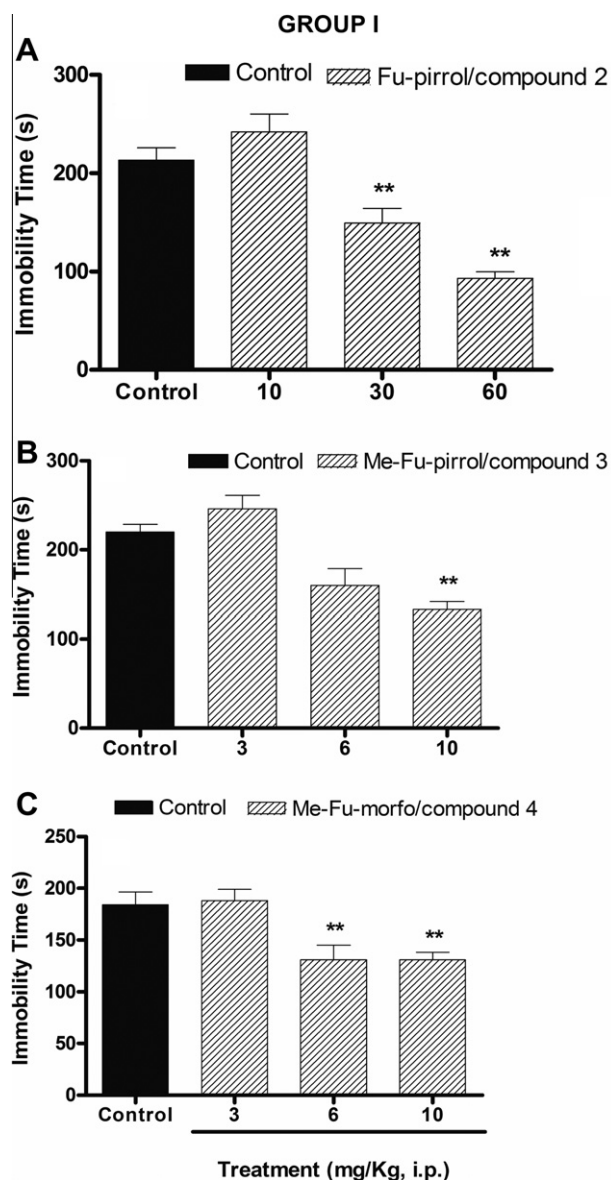 GROUP I
A
Control Fu-pirrol/compound 2
Immobility Time (s)
300
200
100
0
** **
Control 10 30 60
B
Control Me-Fu-pirrol/compound 3
Immobility Time (s)
300
200
100
0
**
Control 3 6 10
C
Control Me-Fu-morfo/compound 4
Immobility Time (s)
250
200
150
100
50
0
** **
Control 3 6 10
Treatment (mg/Kg, i.p.)